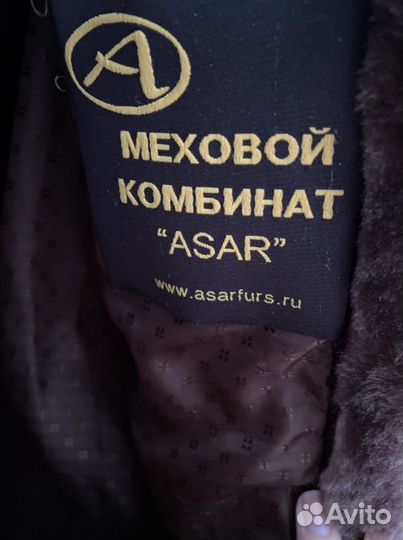 A
МЕХОВОЙ
КОМБИНАТ
“ASAR”
www.asarfurs.ru
Avito